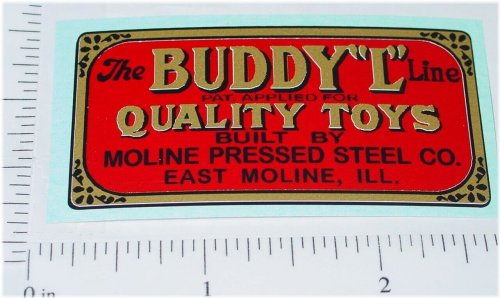 The BUDDY "L" Line
PAT. APPLIED FOR
QUALITY TOYS
BUILT BY
MOLINE PRESSED STEEL CO.
EAST MOLINE, ILL.
0 in 1 2